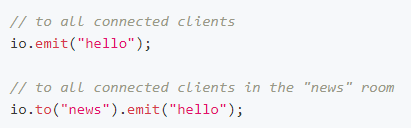 // to all connected clients
io.emit("hello");
// to all connected clients in the "news" room
io.to("news").emit("hello");